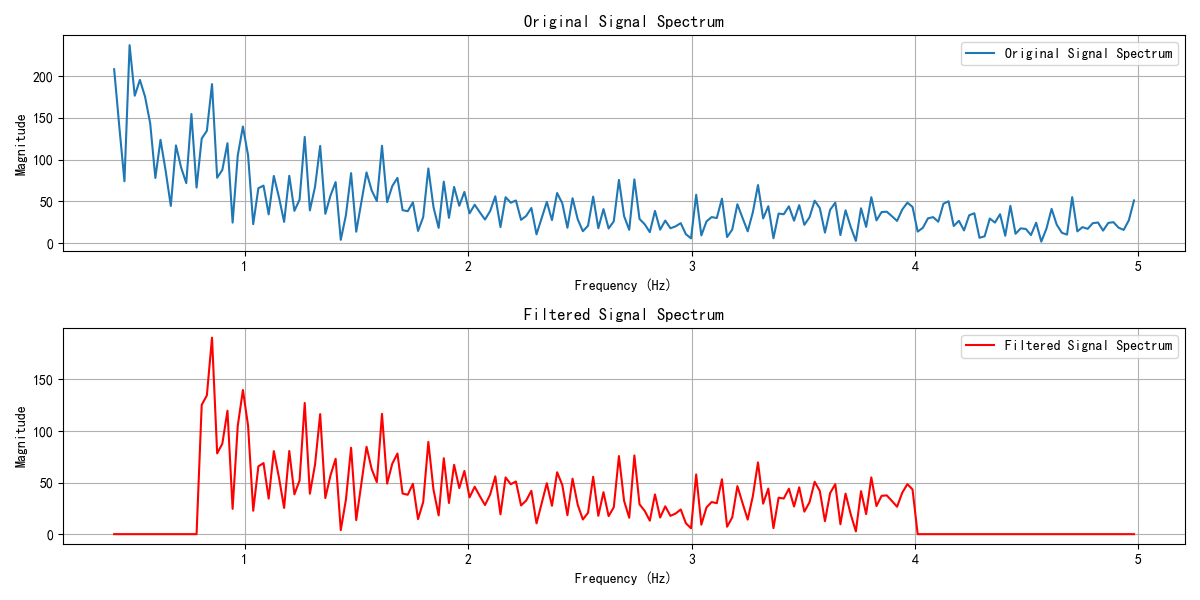 Original Signal Spectrum
Original Signal Spectrum
Magnitude
200
150
100
50
0
1 2 3 4 5
Frequency (Hz)
Filtered Signal Spectrum
Filtered Signal Spectrum
Magnitude
150
100
50
0
1 2 3 4 5
Frequency (Hz)